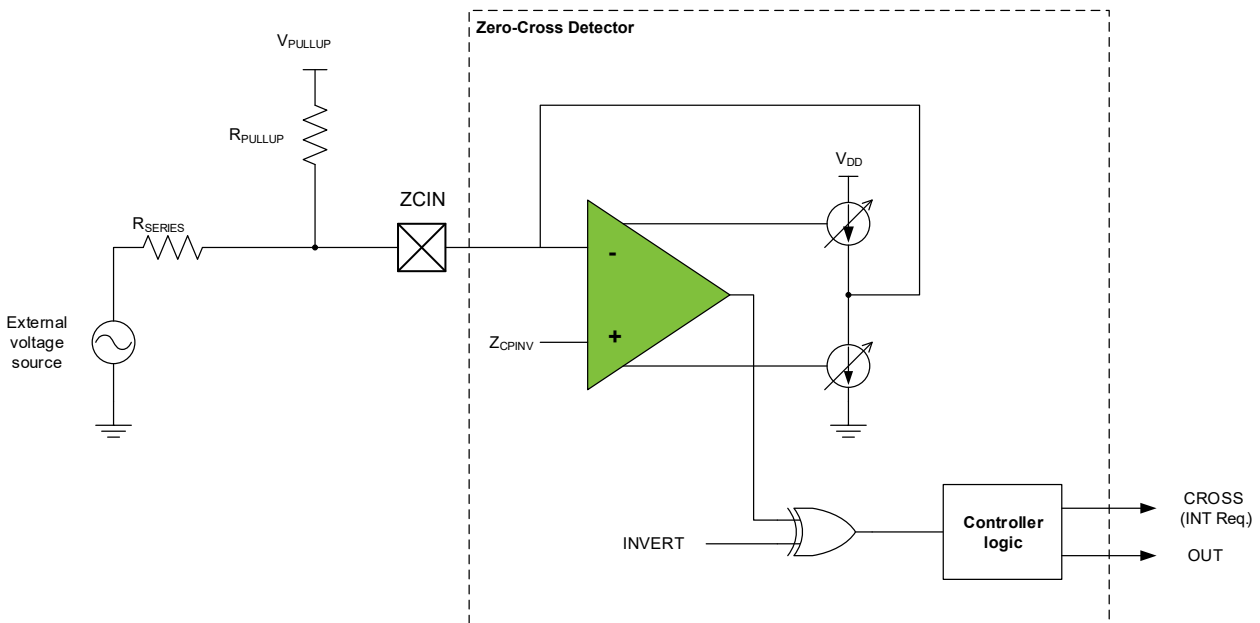 Zero-Cross Detector
VPULLUP
RPULLUP
VDD
ZCIN
RSERIES
-
External
voltage
source
+
ZCPINV
CROSS
(INT Req.)
Controller
logic
INVERT
OUT